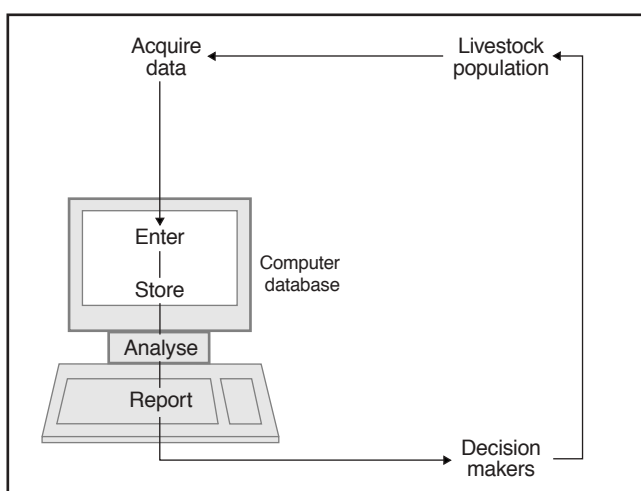 Acquire
data
Livestock
population
Enter
Store
Computer
database
Analyse
Report
Decision
makers